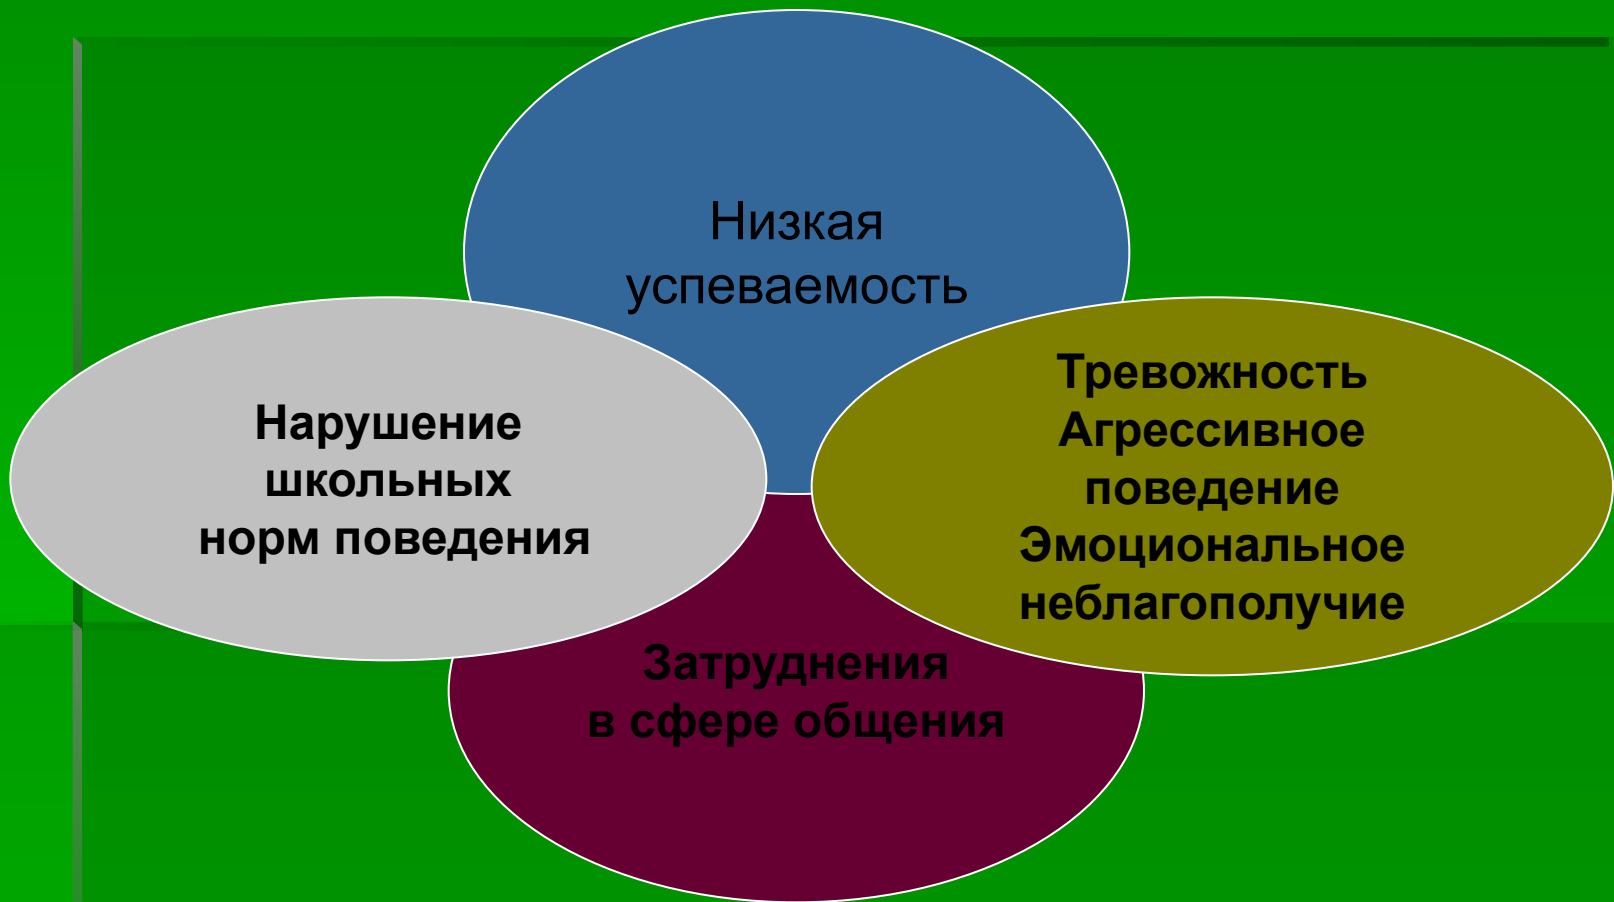 Низкая
успеваемость
Нарушение
школьных
норм поведения
Тревожность
Агрессивное
поведение
Эмоциональное
неблагополучие
Затруднения
в сфере общения